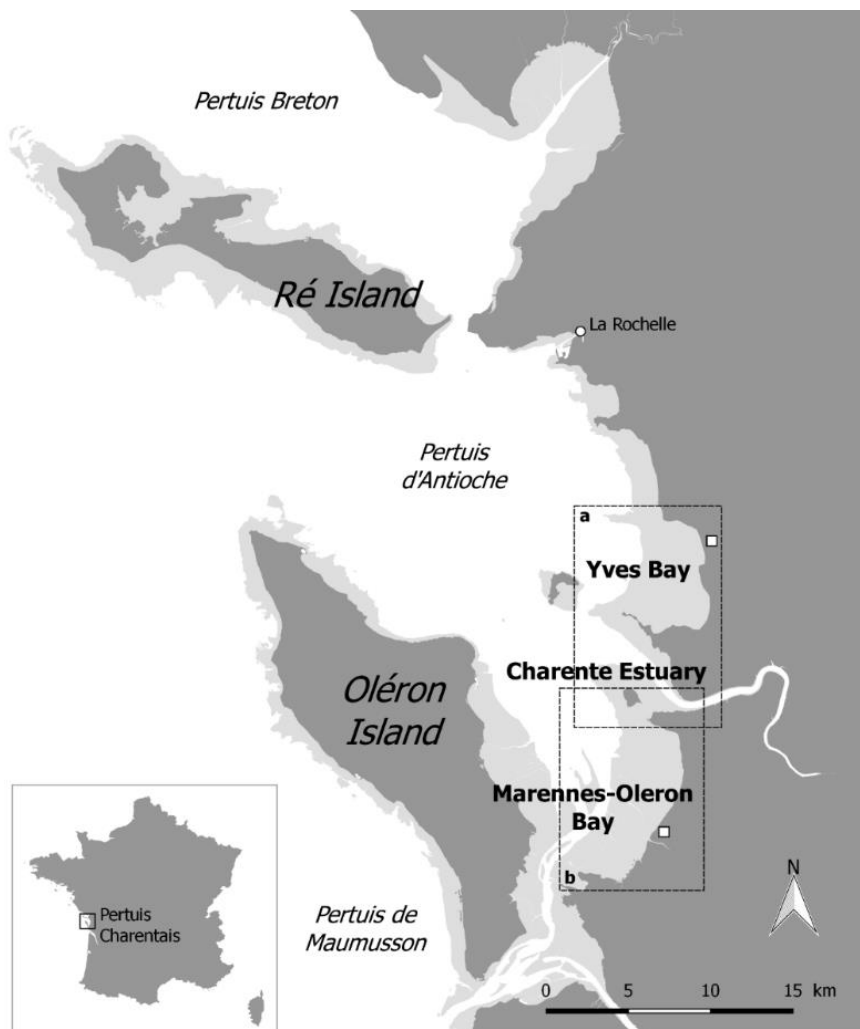 Pertuis Breton
Ré Island
La Rochelle
Pertuis
d'Antioche
a
Yves Bay
Charente Estuary
Oléron
Island
Marennes-Oleron
Bay
b
Pertuis
Charentais
Pertuis de
Maumusson
N
0 5 10 15 km